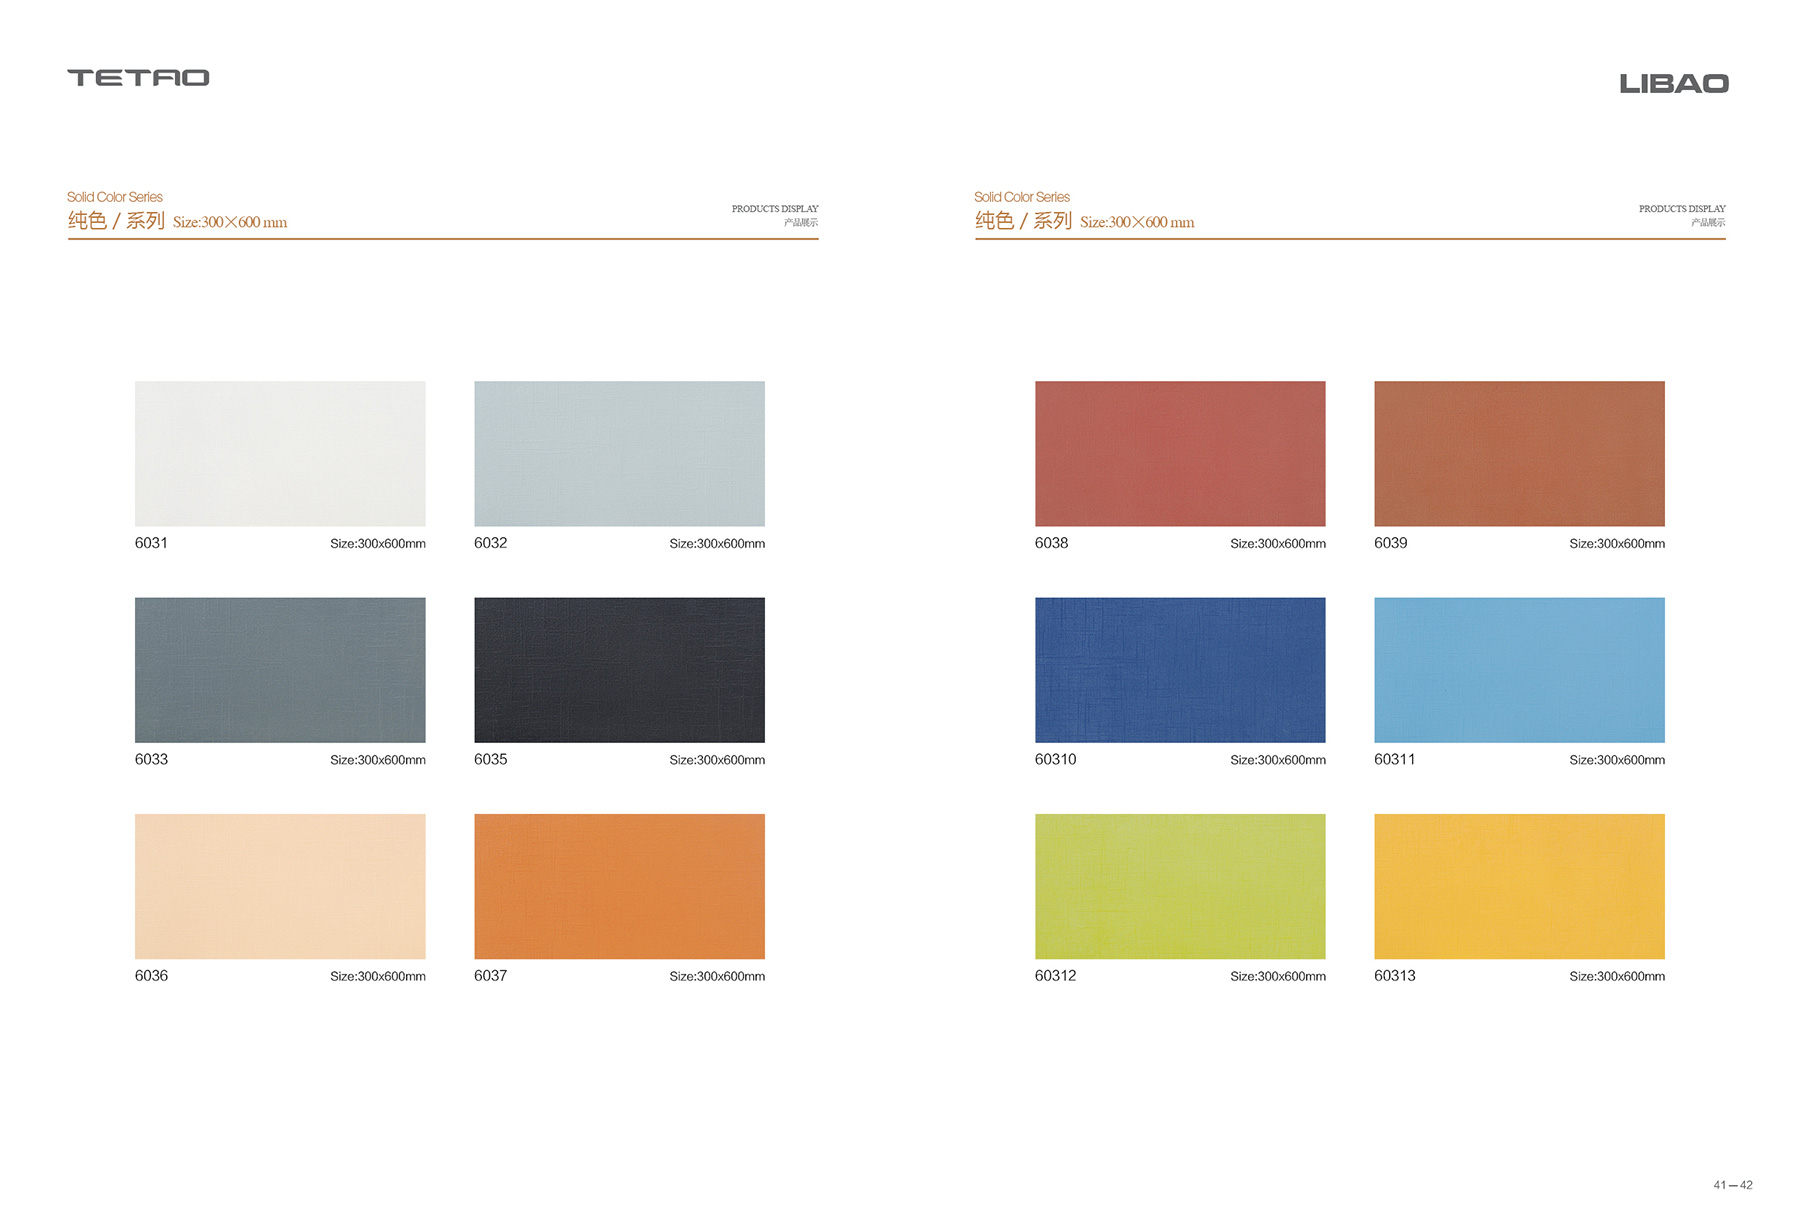 TETAO
LIBAO
Solid Color Series
纯色 / 系列 Size:300×600 mm
PRODUCTS DISPLAY
产品展示
Solid Color Series
纯色 / 系列 Size:300×600 mm
PRODUCTS DISPLAY
产品展示
6031 Size:300x600mm
6032 Size:300x600mm
6038 Size:300x600mm
6039 Size:300x600mm
6033 Size:300x600mm
6035 Size:300x600mm
60310 Size:300x600mm
60311 Size:300x600mm
6036 Size:300x600mm
6037 Size:300x600mm
60312 Size:300x600mm
60313 Size:300x600mm
41—42